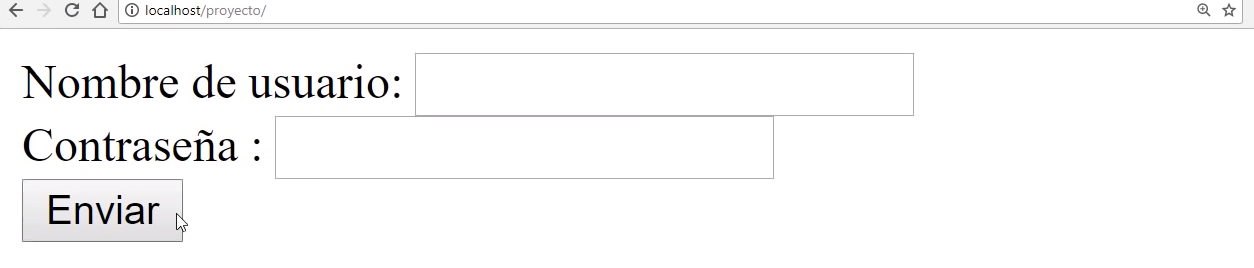 localhost/proyecto/
Nombre de usuario:
Contraseña :
Enviar